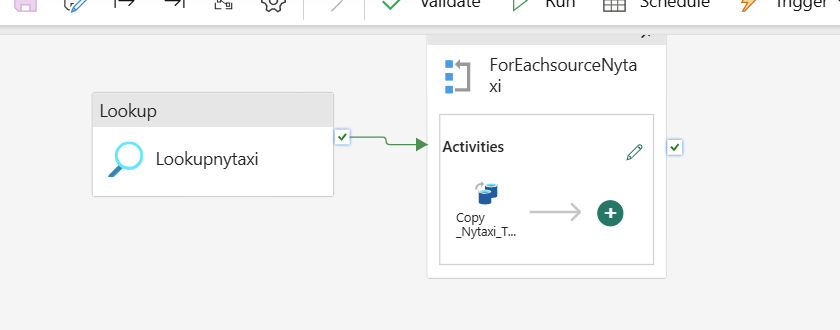 Validate
Run
Schedule
Trigger
Lookup
Lookupnytaxi
ForEachsourceNyta
xi
Activities
Copy
_Nytaxi_T...